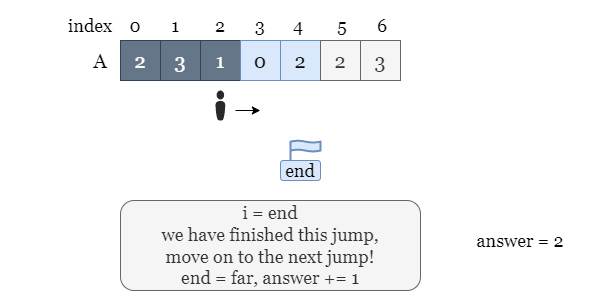 index 0 1 2 3 4 5 6
A 2 3 1 0 2 2 3
end
i = end
we have finished this jump,
move on to the next jump!
end = far, answer += 1
answer = 2